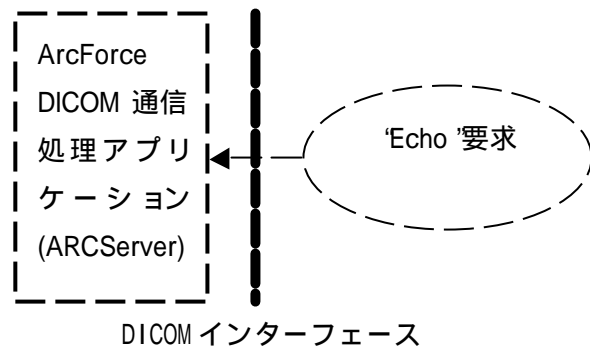 ArcForce
DICOM 通信
処理アプリ
ケーション
(ARCServer)
‘Echo ’要求
DICOM インターフェース